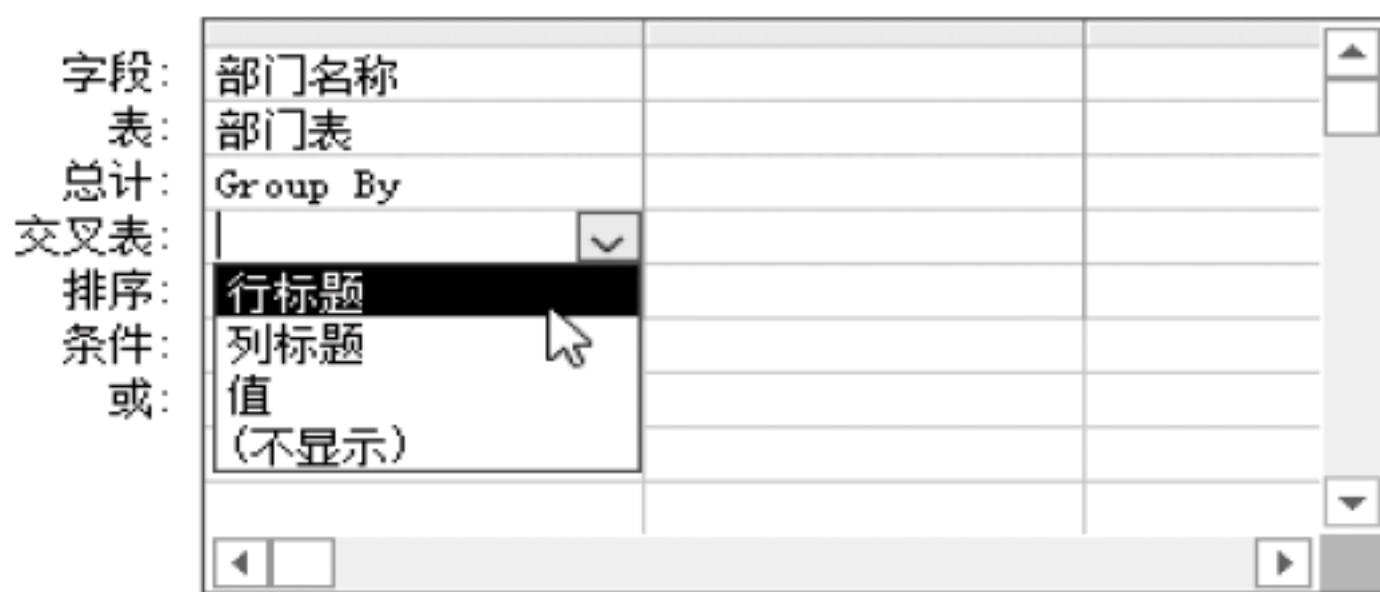 字段: 部门名称
表: 部门表
总计: Group By
交叉表:
排序: 行标题
条件: 列标题
或: 值
(不显示)